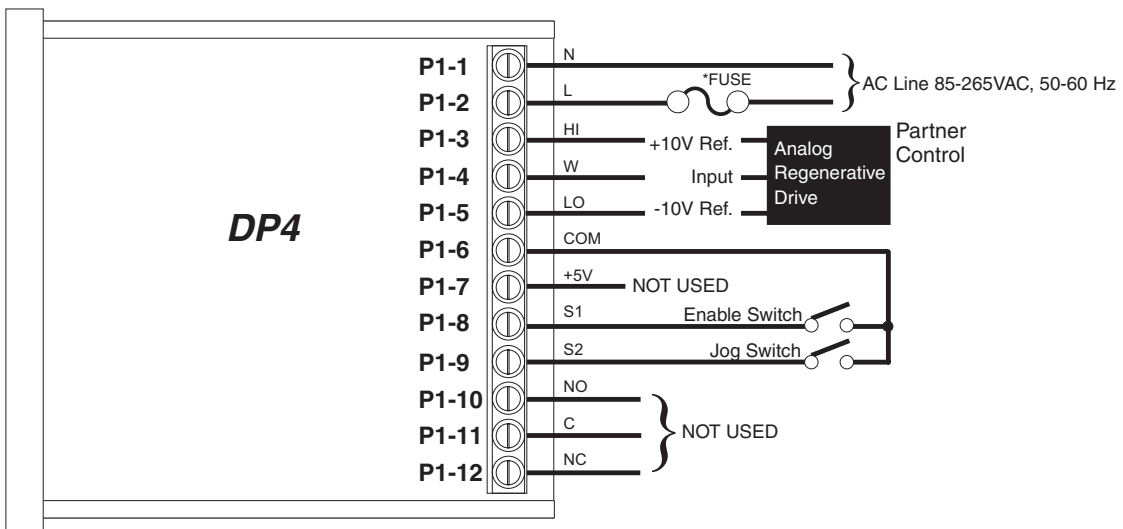 DP4
P1-1 N
P1-2 L *FUSE
AC Line 85-265VAC, 50-60 Hz
P1-3 HI +10V Ref.
P1-4 W Input
P1-5 LO -10V Ref.
Analog
Regenerative
Drive
Partner
Control
P1-6 COM
P1-7 +5V NOT USED
P1-8 S1 Enable Switch
P1-9 S2 Jog Switch
P1-10 NO
P1-11 C
P1-12 NC
NOT USED